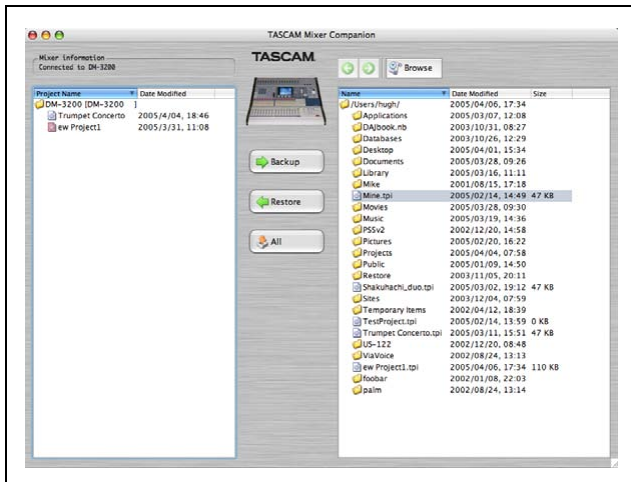 TASCAM Mixer Companion
Mixer information
Connected to DM-3200
Project Name Date Modified
DM-3200 [DM-3200 ]
Trumpet Concerto 2005/4/04, 18:46
ew Project1 2005/3/31, 11:08
TASCAM
Backup
Restore
All
Browse
Name Date Modified Size
/Users/hugh/ 2005/04/06, 17:34
Applications 2005/03/07, 12:08
DAJbook.nb 2003/10/31, 08:27
Databases 2003/10/26, 12:29
Desktop 2005/04/01, 15:34
Documents 2005/03/28, 09:26
Library 2005/03/16, 11:11
Mike 2001/08/15, 17:18
Mine.tpi 2005/02/14, 14:49 47 KB
Movies 2005/03/28, 09:30
Music 2005/03/19, 14:36
PSSv2 2002/12/20, 14:58
Pictures 2005/02/20, 16:22
Projects 2005/04/04, 07:58
Public 2005/01/09, 14:50
Restore 2003/11/05, 20:11
Shakuhachi_duo.tpi 2005/03/02, 19:12 47 KB
Sites 2003/12/04, 07:59
Temporary Items 2002/04/12, 18:39
TestProject.tpi 2005/02/14, 13:59 0 KB
Trumpet Concerto.tpi 2005/03/11, 15:51 47 KB
US-122 2002/12/20, 08:48
ViaVoice 2002/08/24, 13:13
ew Project1.tpi 2005/04/06, 17:34 110 KB
foobar 2002/01/08, 22:03
palm 2002/08/24, 13:14